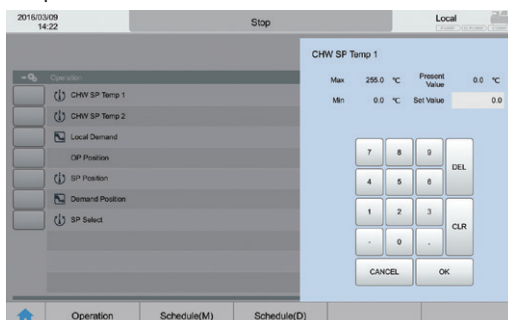 2016/03/09
14:22
Stop
Local
CHW SP Temp 1
Max 255.0 ℃ Present Value 0.0 ℃
Min 0.0 ℃ Set Value 0.0
Operation
CHW SP Temp 1
CHW SP Temp 2
Local Demand
OP Position
SP Position
Demand Position
SP Select
7 8 9 DEL
4 5 6
1 2 3 CLR
- 0 .
CANCEL OK
Operation Schedule(M) Schedule(D)